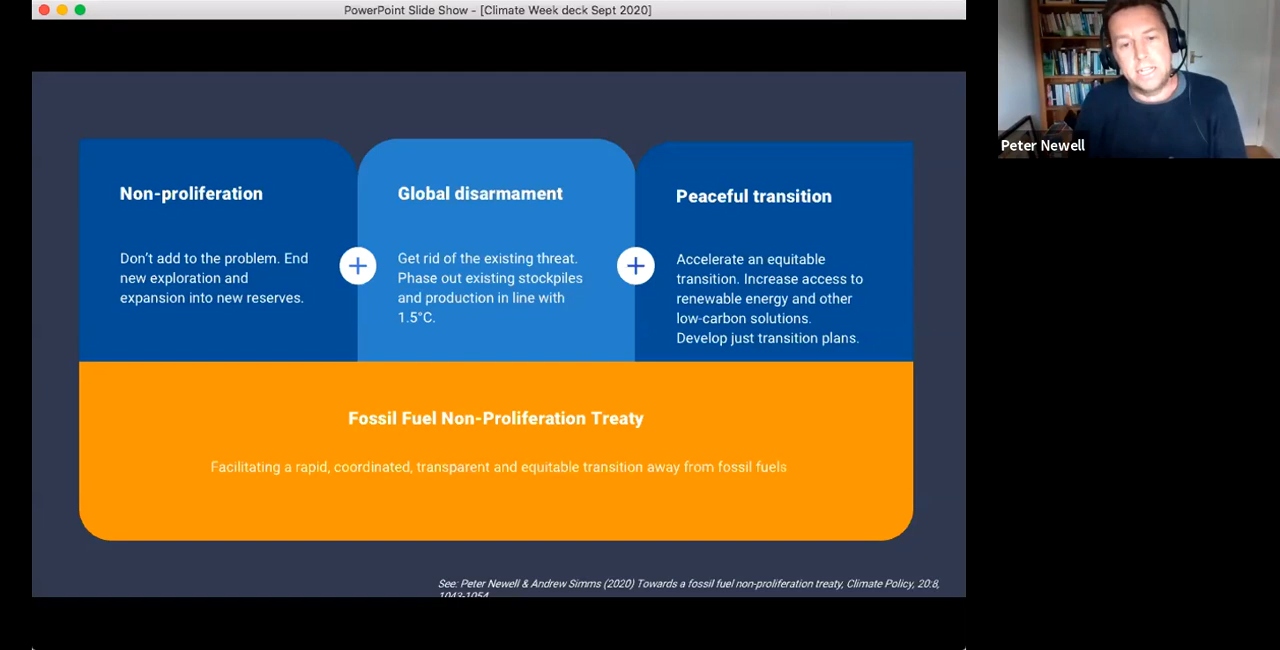 PowerPoint Slide Show - [Climate Week deck Sept 2020]
Peter Newell
Non-proliferation
Don't add to the problem. End
new exploration and
expansion into new reserves.
Global disarmament
Get rid of the existing threat.
Phase out existing stockpiles
and production in line with
1.5°C.
Peaceful transition
Accelerate an equitable
transition. Increase access to
renewable energy and other
low-carbon solutions.
Develop just transition plans.
Fossil Fuel Non-Proliferation Treaty
Facilitating a rapid, coordinated, transparent and equitable transition away from fossil fuels
See: Peter Newell & Andrew Simms (2020) Towards a fossil fuel non-proliferation treaty, Climate Policy, 20:8,
1043-1054